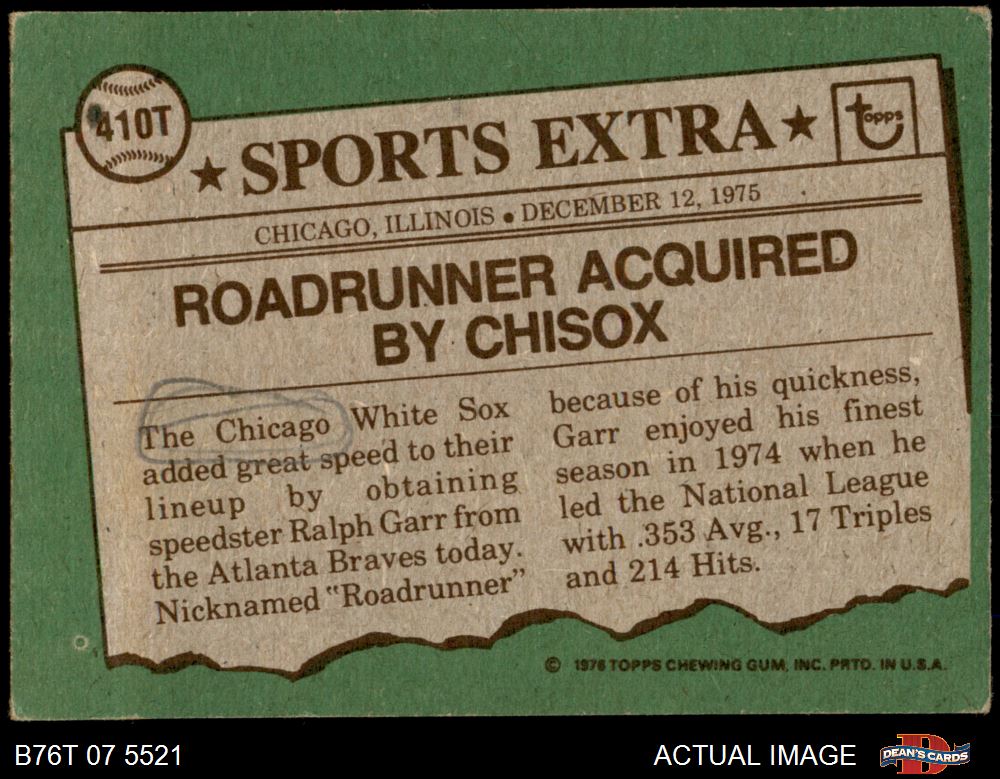 410T
★ SPORTS EXTRA ★
topps
CHICAGO, ILLINOIS • DECEMBER 12, 1975
ROADRUNNER ACQUIRED
BY CHISOX
The Chicago White Sox
added great speed to their
lineup by obtaining
speedster Ralph Garr from
the Atlanta Braves today.
Nicknamed "Roadrunner"
because of his quickness,
Garr enjoyed his finest
season in 1974 when he
led the National League
with .353 Avg., 17 Triples
and 214 Hits.
© 1976 TOPPS CHEWING GUM, INC. PRTD. IN U.S.A.
B76T 07 5521
ACTUAL IMAGE
D
DEAN'S CARDS